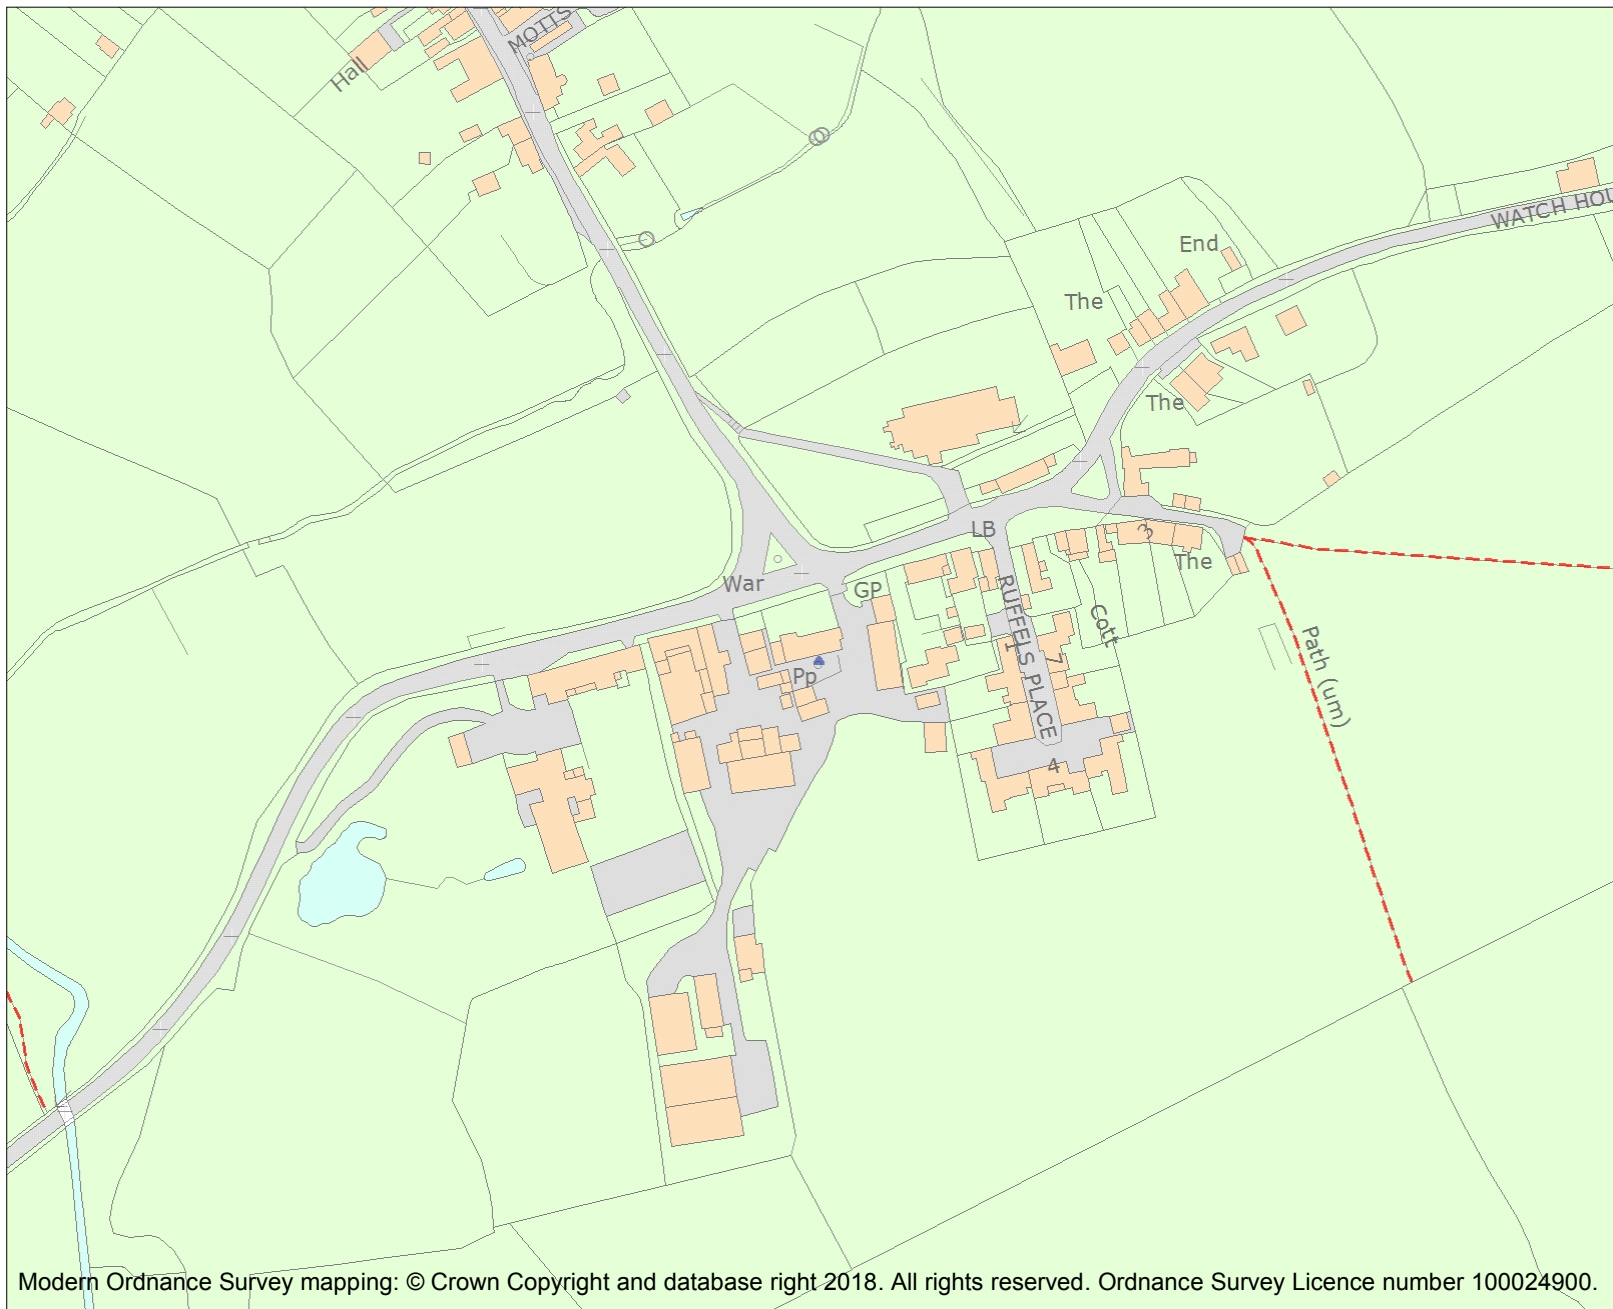 MOTTS
Hall
WATCH HOU
End
The
The
LB
3
The
War
GP
RUFFELS PLACE
Cott
1
7
Pp
Path (um)
4
Modern Ordnance Survey mapping: © Crown Copyright and database right 2018. All rights reserved. Ordnance Survey Licence number 100024900.